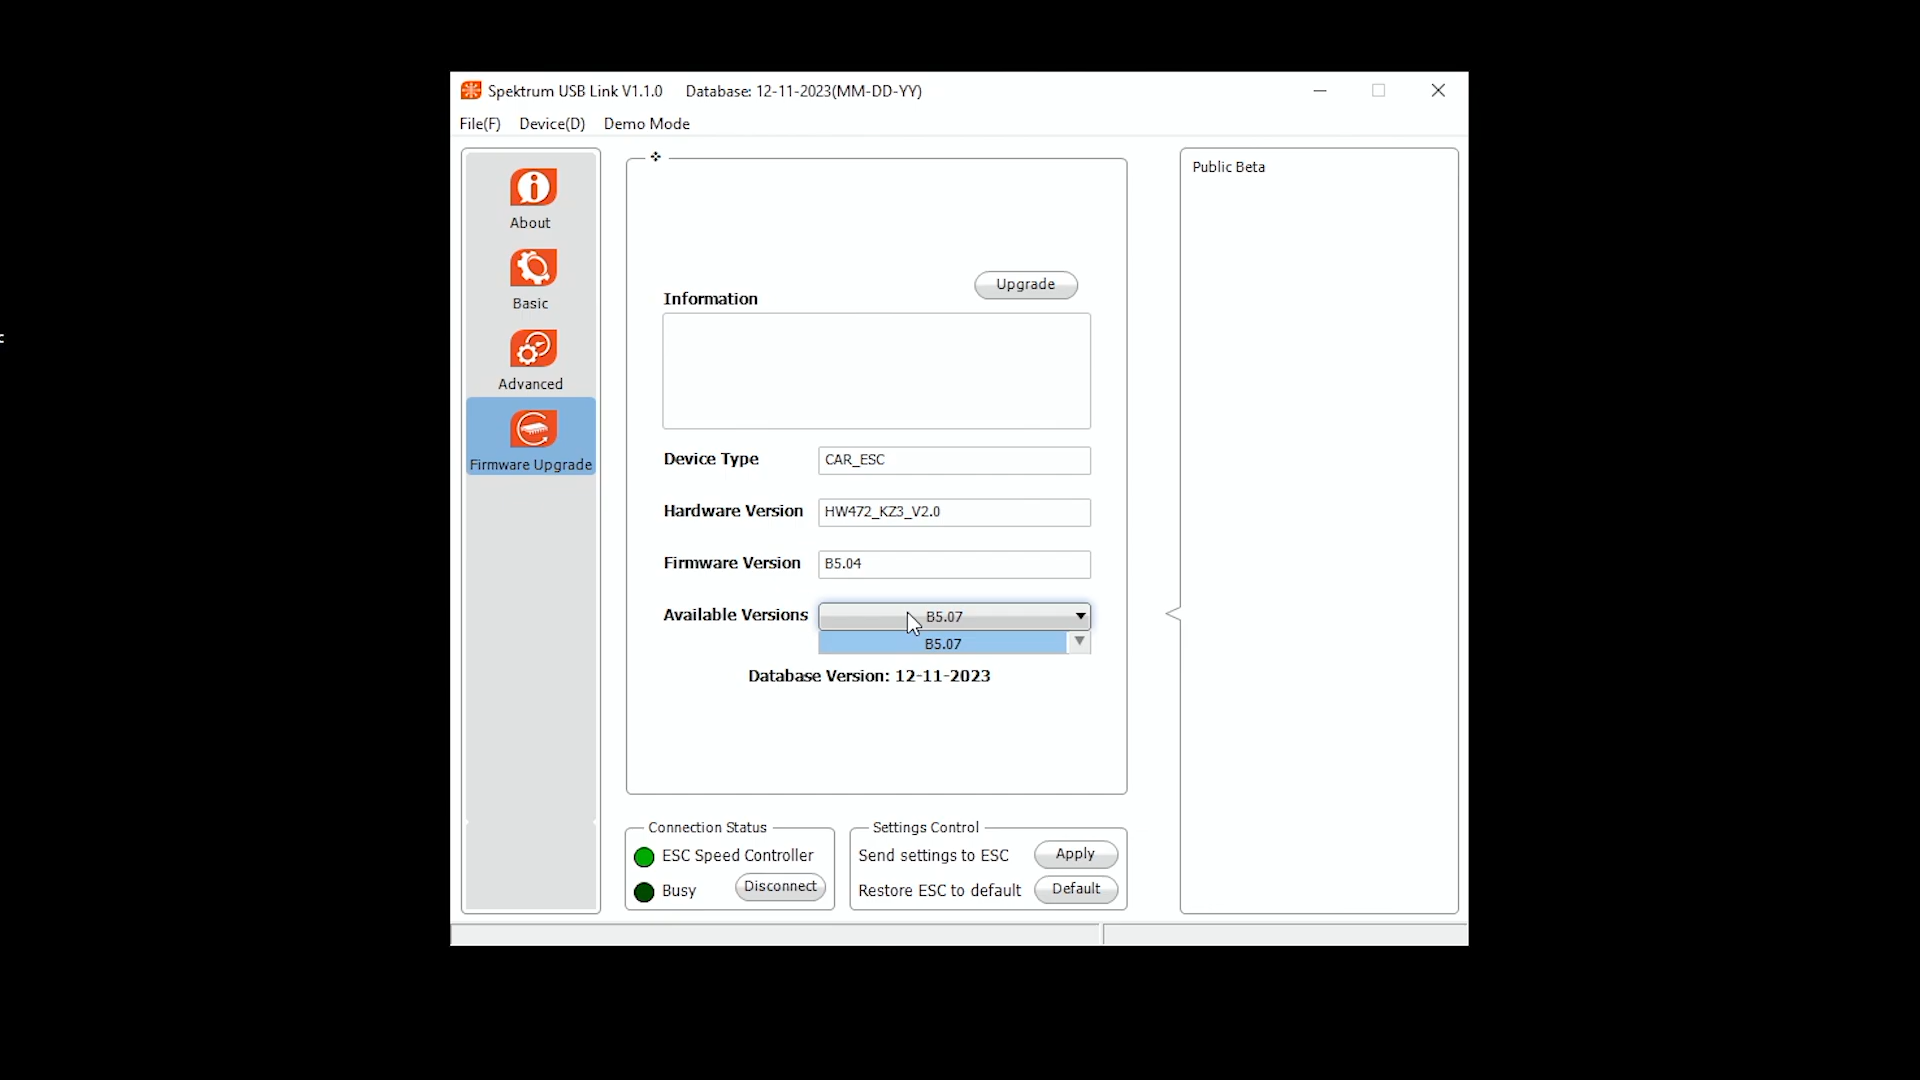 Spektrum USB Link V1.1.0 Database: 12-11-2023(MM-DD-YY)
File(F) Device(D) Demo Mode
About
Basic
Advanced
Firmware Upgrade
Upgrade
Information
Device Type CAR_ESC
Hardware Version HW472_KZ3_V2.0
Firmware Version B5.04
Available Versions B5.07
B5.07
Database Version: 12-11-2023
Connection Status
ESC Speed Controller
Busy Disconnect
Settings Control
Send settings to ESC Apply
Restore ESC to default Default
Public Beta